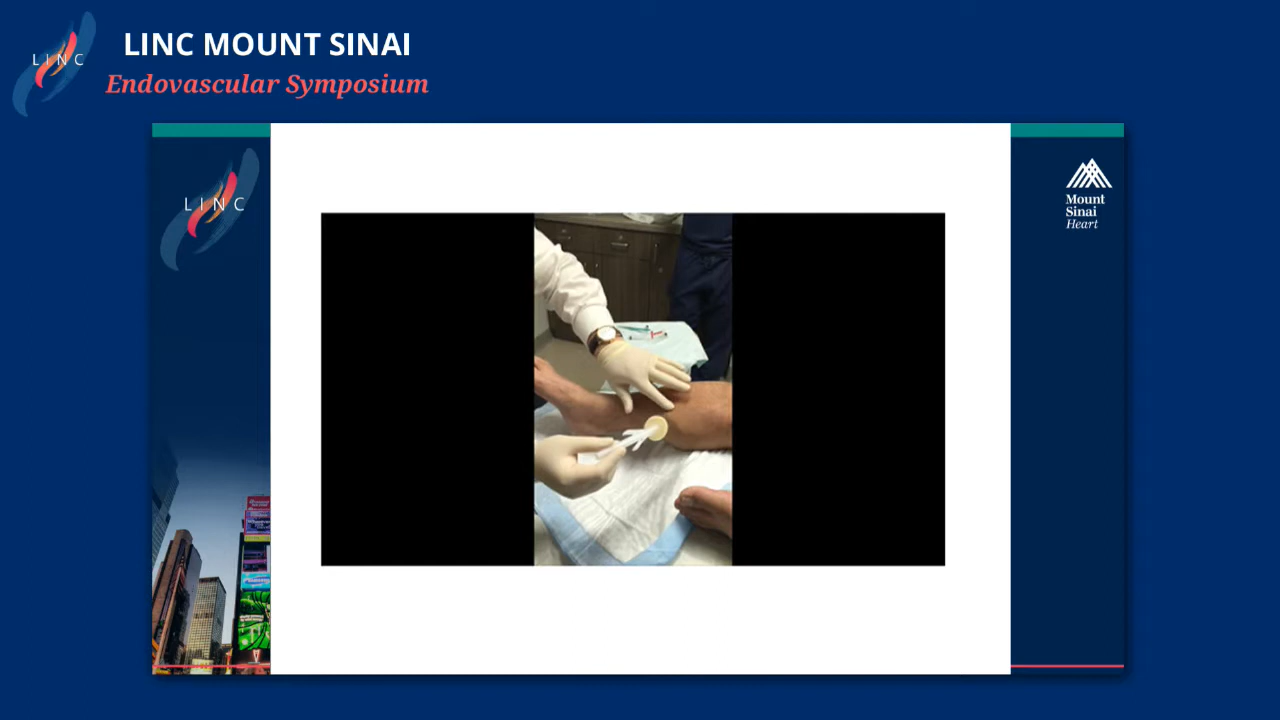 LINC MOUNT SINAI
Endovascular Symposium
LINC
LINC
Mount
Sinai
Heart